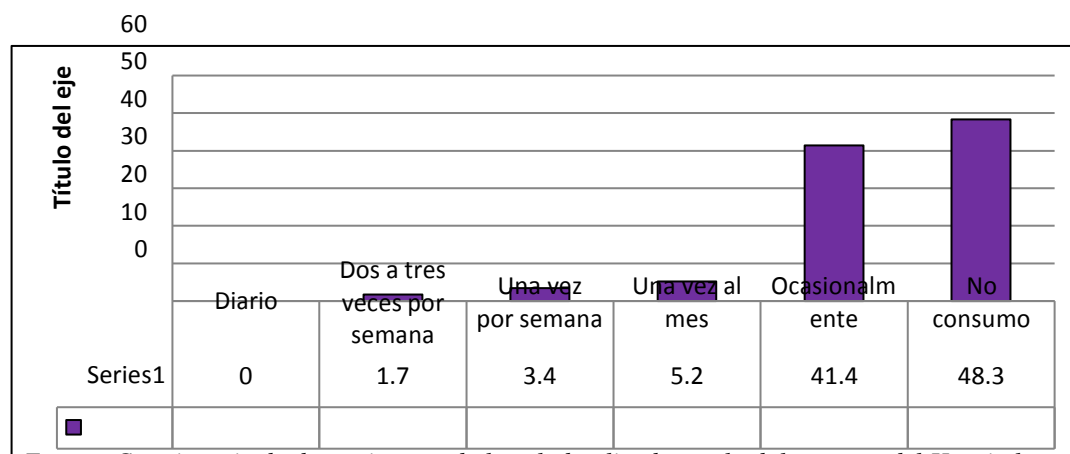 60
50
40
30
20
10
0
Título del eje
Diario
Dos a tres
veces por
semana
Una vez
por semana
Una vez al
mes
Ocasionalm
ente
No
consumo
Series1
0
1.7
3.4
5.2
41.4
48.3